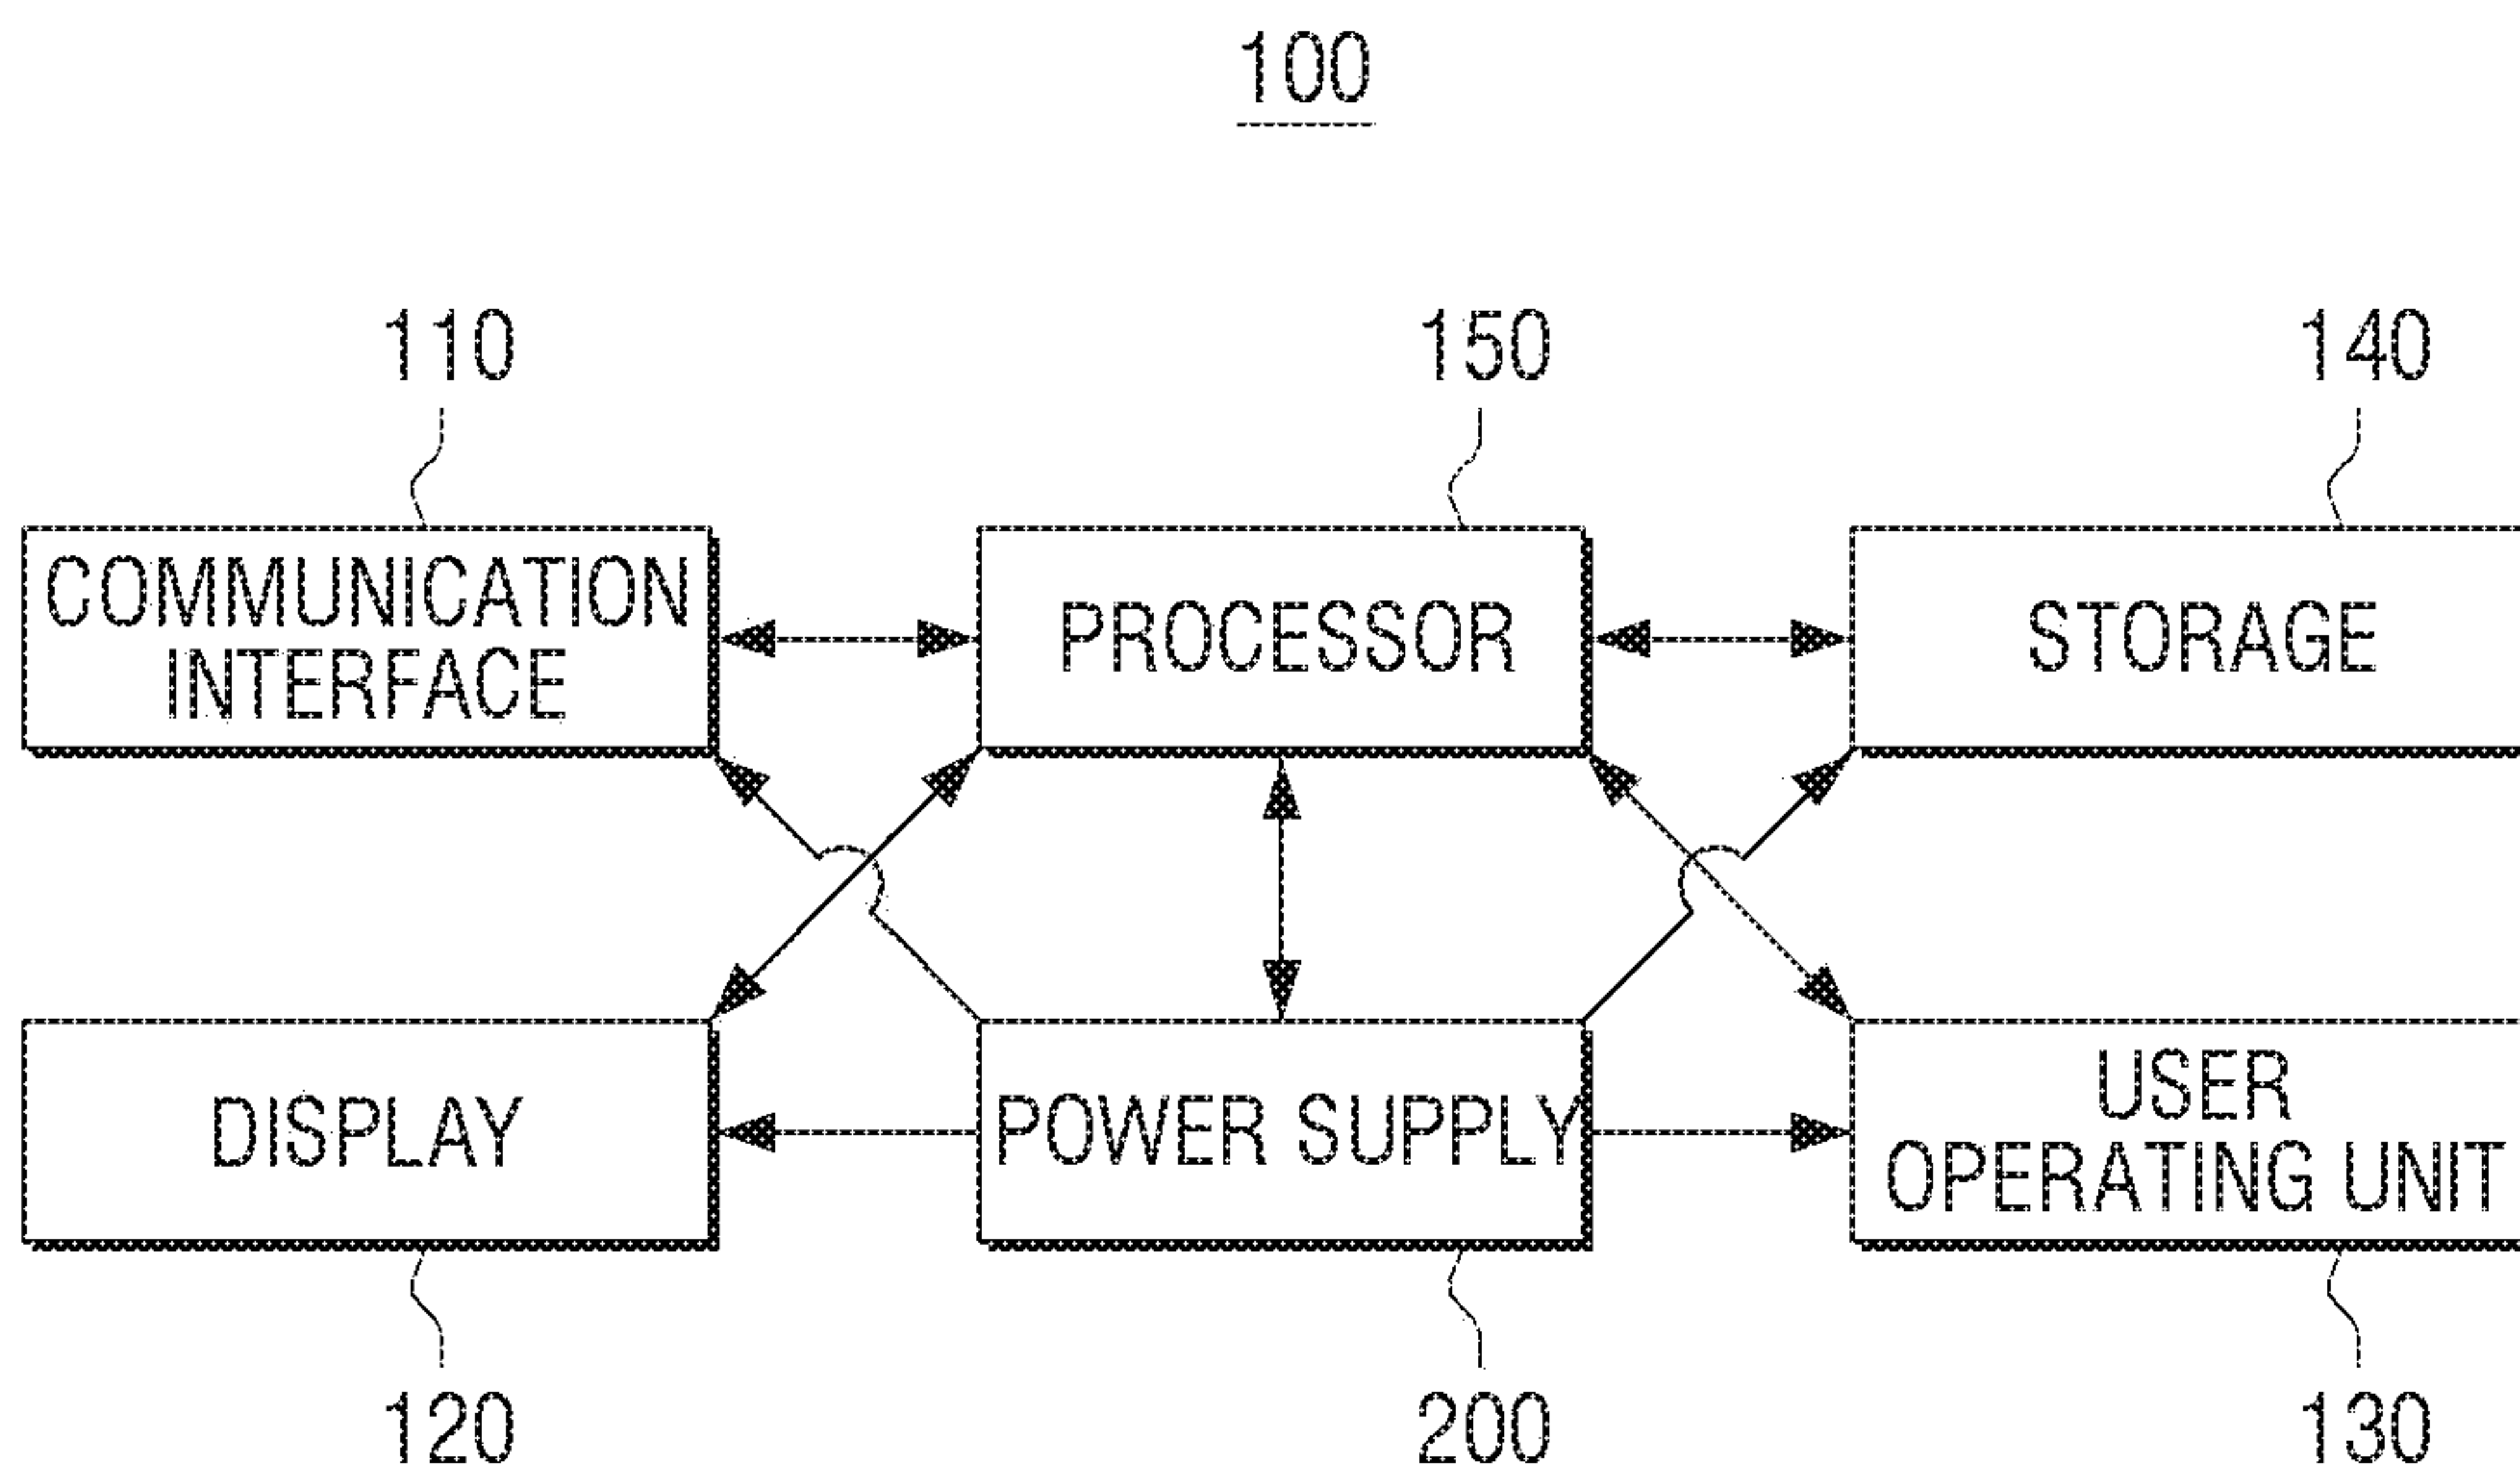 100
110
150
140
COMMUNICATION
INTERFACE
PROCESSOR
STORAGE
DISPLAY
POWER SUPPLY
USER
OPERATING UNIT
120
200
130